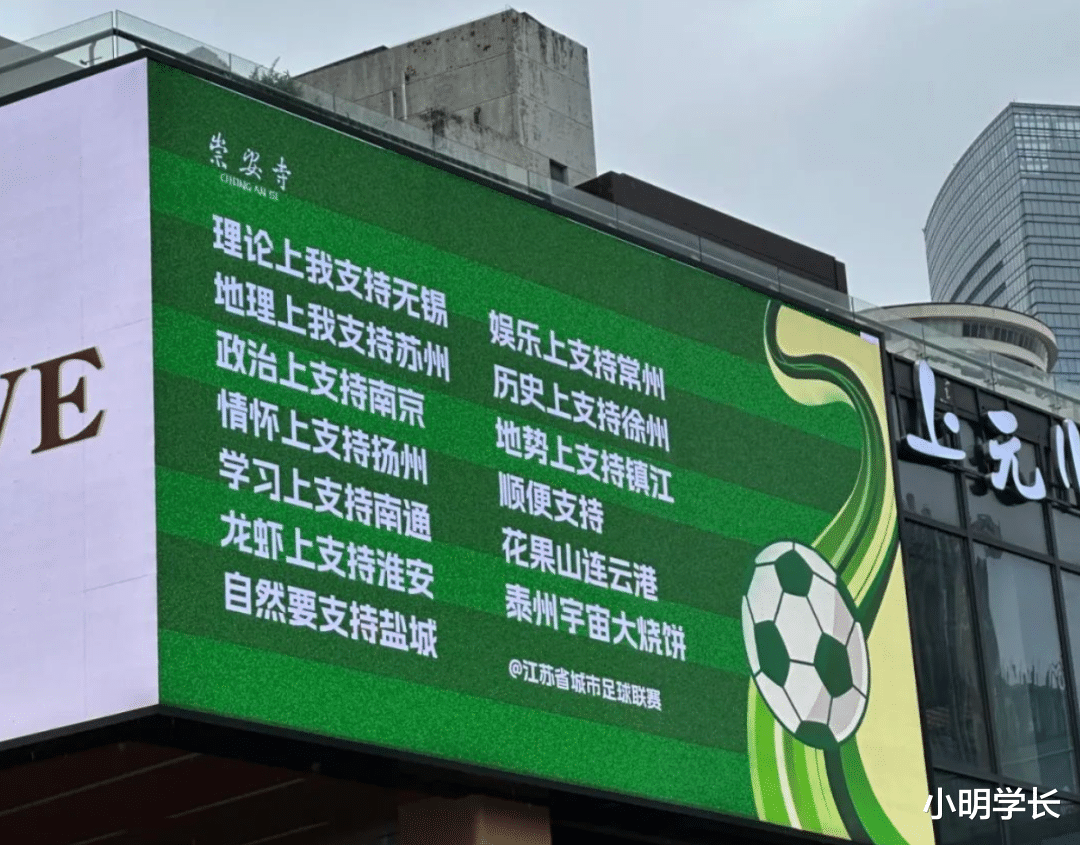 VE
崇安寺
CHONG AN SI
理论上我支持无锡
地理上我支持苏州
政治上支持南京
情怀上支持扬州
学习上支持南通
龙虾上支持淮安
自然要支持盐城
娱乐上支持常州
历史上支持徐州
地势上支持镇江
顺便支持
花果山连云港
泰州宇宙大烧饼
@江苏省城市足球联赛
上元
小明学长